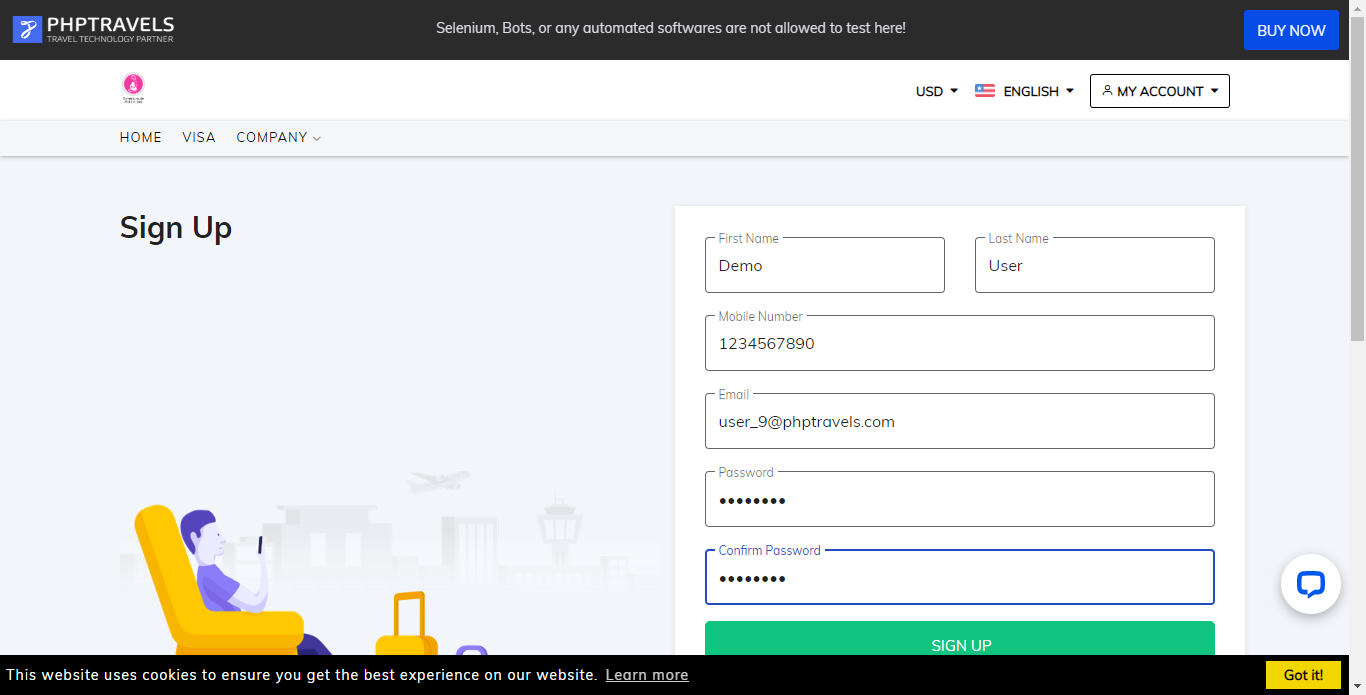 PHPTRAVELS
TRAVEL TECHNOLOGY PARTNER
Selenium, Bots, or any automated softwares are not allowed to test here!
BUY NOW
USD
ENGLISH
MY ACCOUNT
HOME
VISA
COMPANY
Sign Up
First Name
Demo
Last Name
User
Mobile Number
1234567890
Email
user_9@phptravels.com
Password
••••••••
Confirm Password
••••••••
SIGN UP
This website uses cookies to ensure you get the best experience on our website. Learn more
Got it!